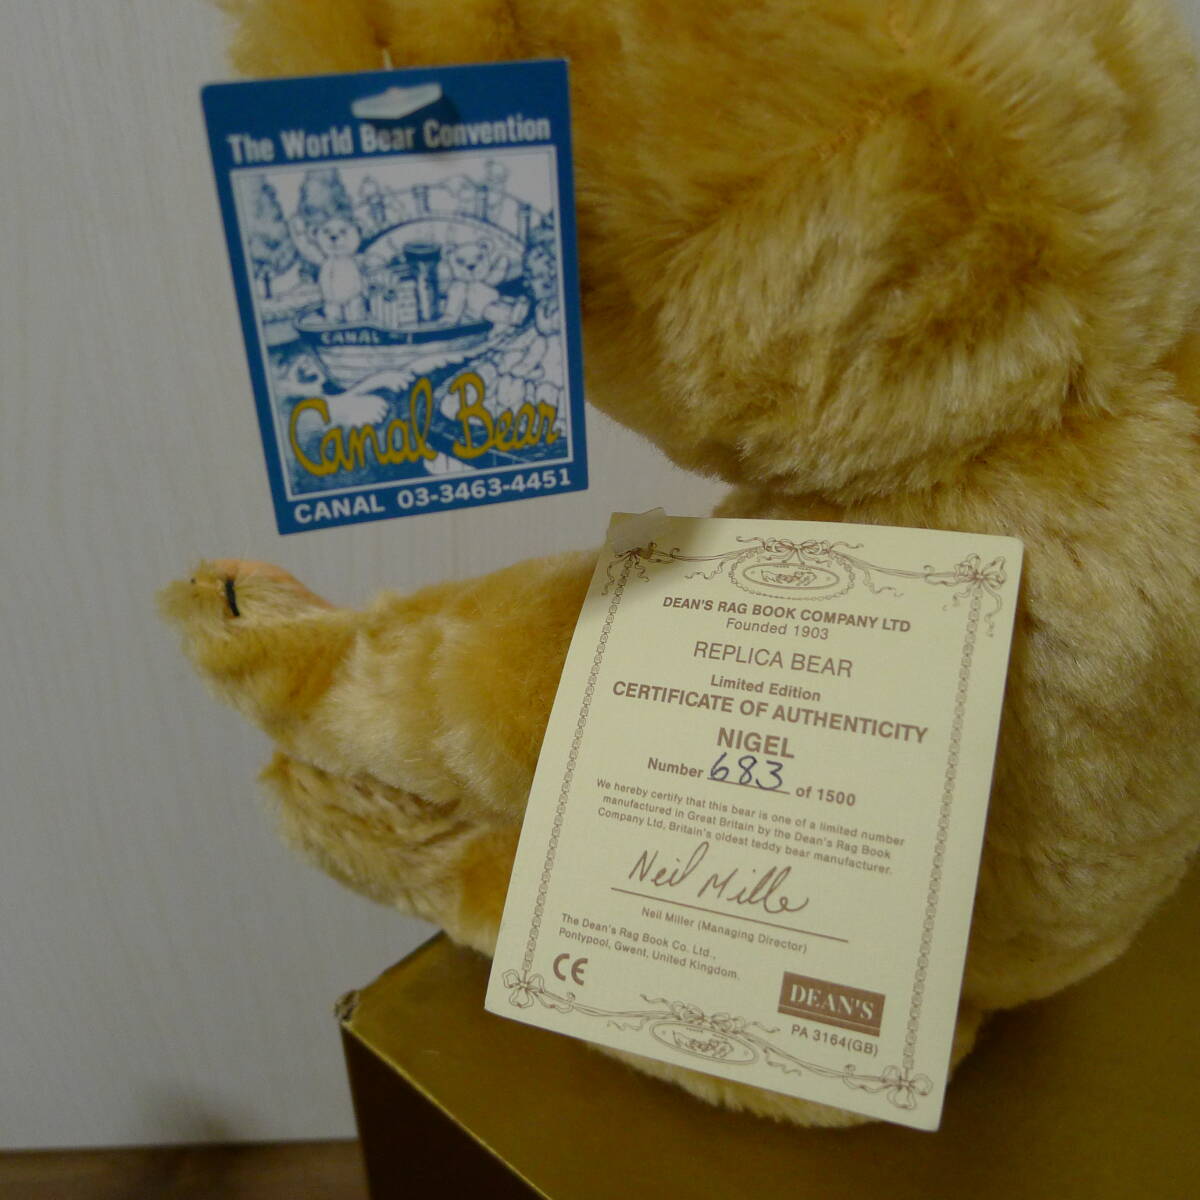 The World Bear Convention
CANAL
Canal Bear
CANAL 03-3463-4451
DEAN'S RAG BOOK COMPANY LTD
Founded 1903
REPLICA BEAR
Limited Edition
CERTIFICATE OF AUTHENTICITY
NIGEL
Number 683 of 1500
We hereby certify that this bear is one of a limited number
manufactured in Great Britain by the Dean's Rag Book
Company Ltd, Britain's oldest teddy bear manufacturer.
Neil Miller
Neil Miller (Managing Director)
The Dean's Rag Book Co. Ltd.,
Pontypool, Gwent, United Kingdom.
CE
DEAN'S
PA 3164(GB)